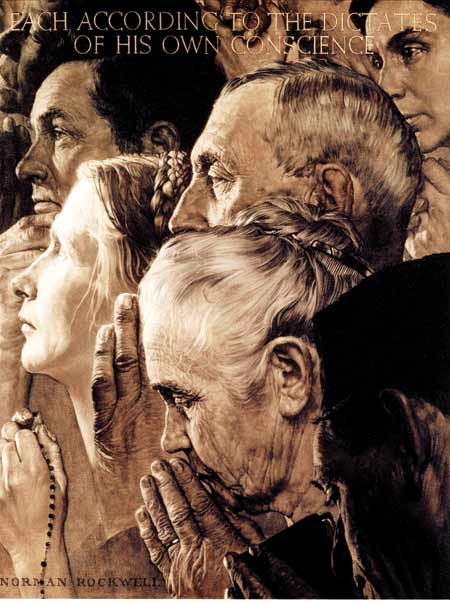 EACH ACCORDING TO THE DICTATES
OF HIS OWN CONSCIENCE
NORMAN ROCKWELL